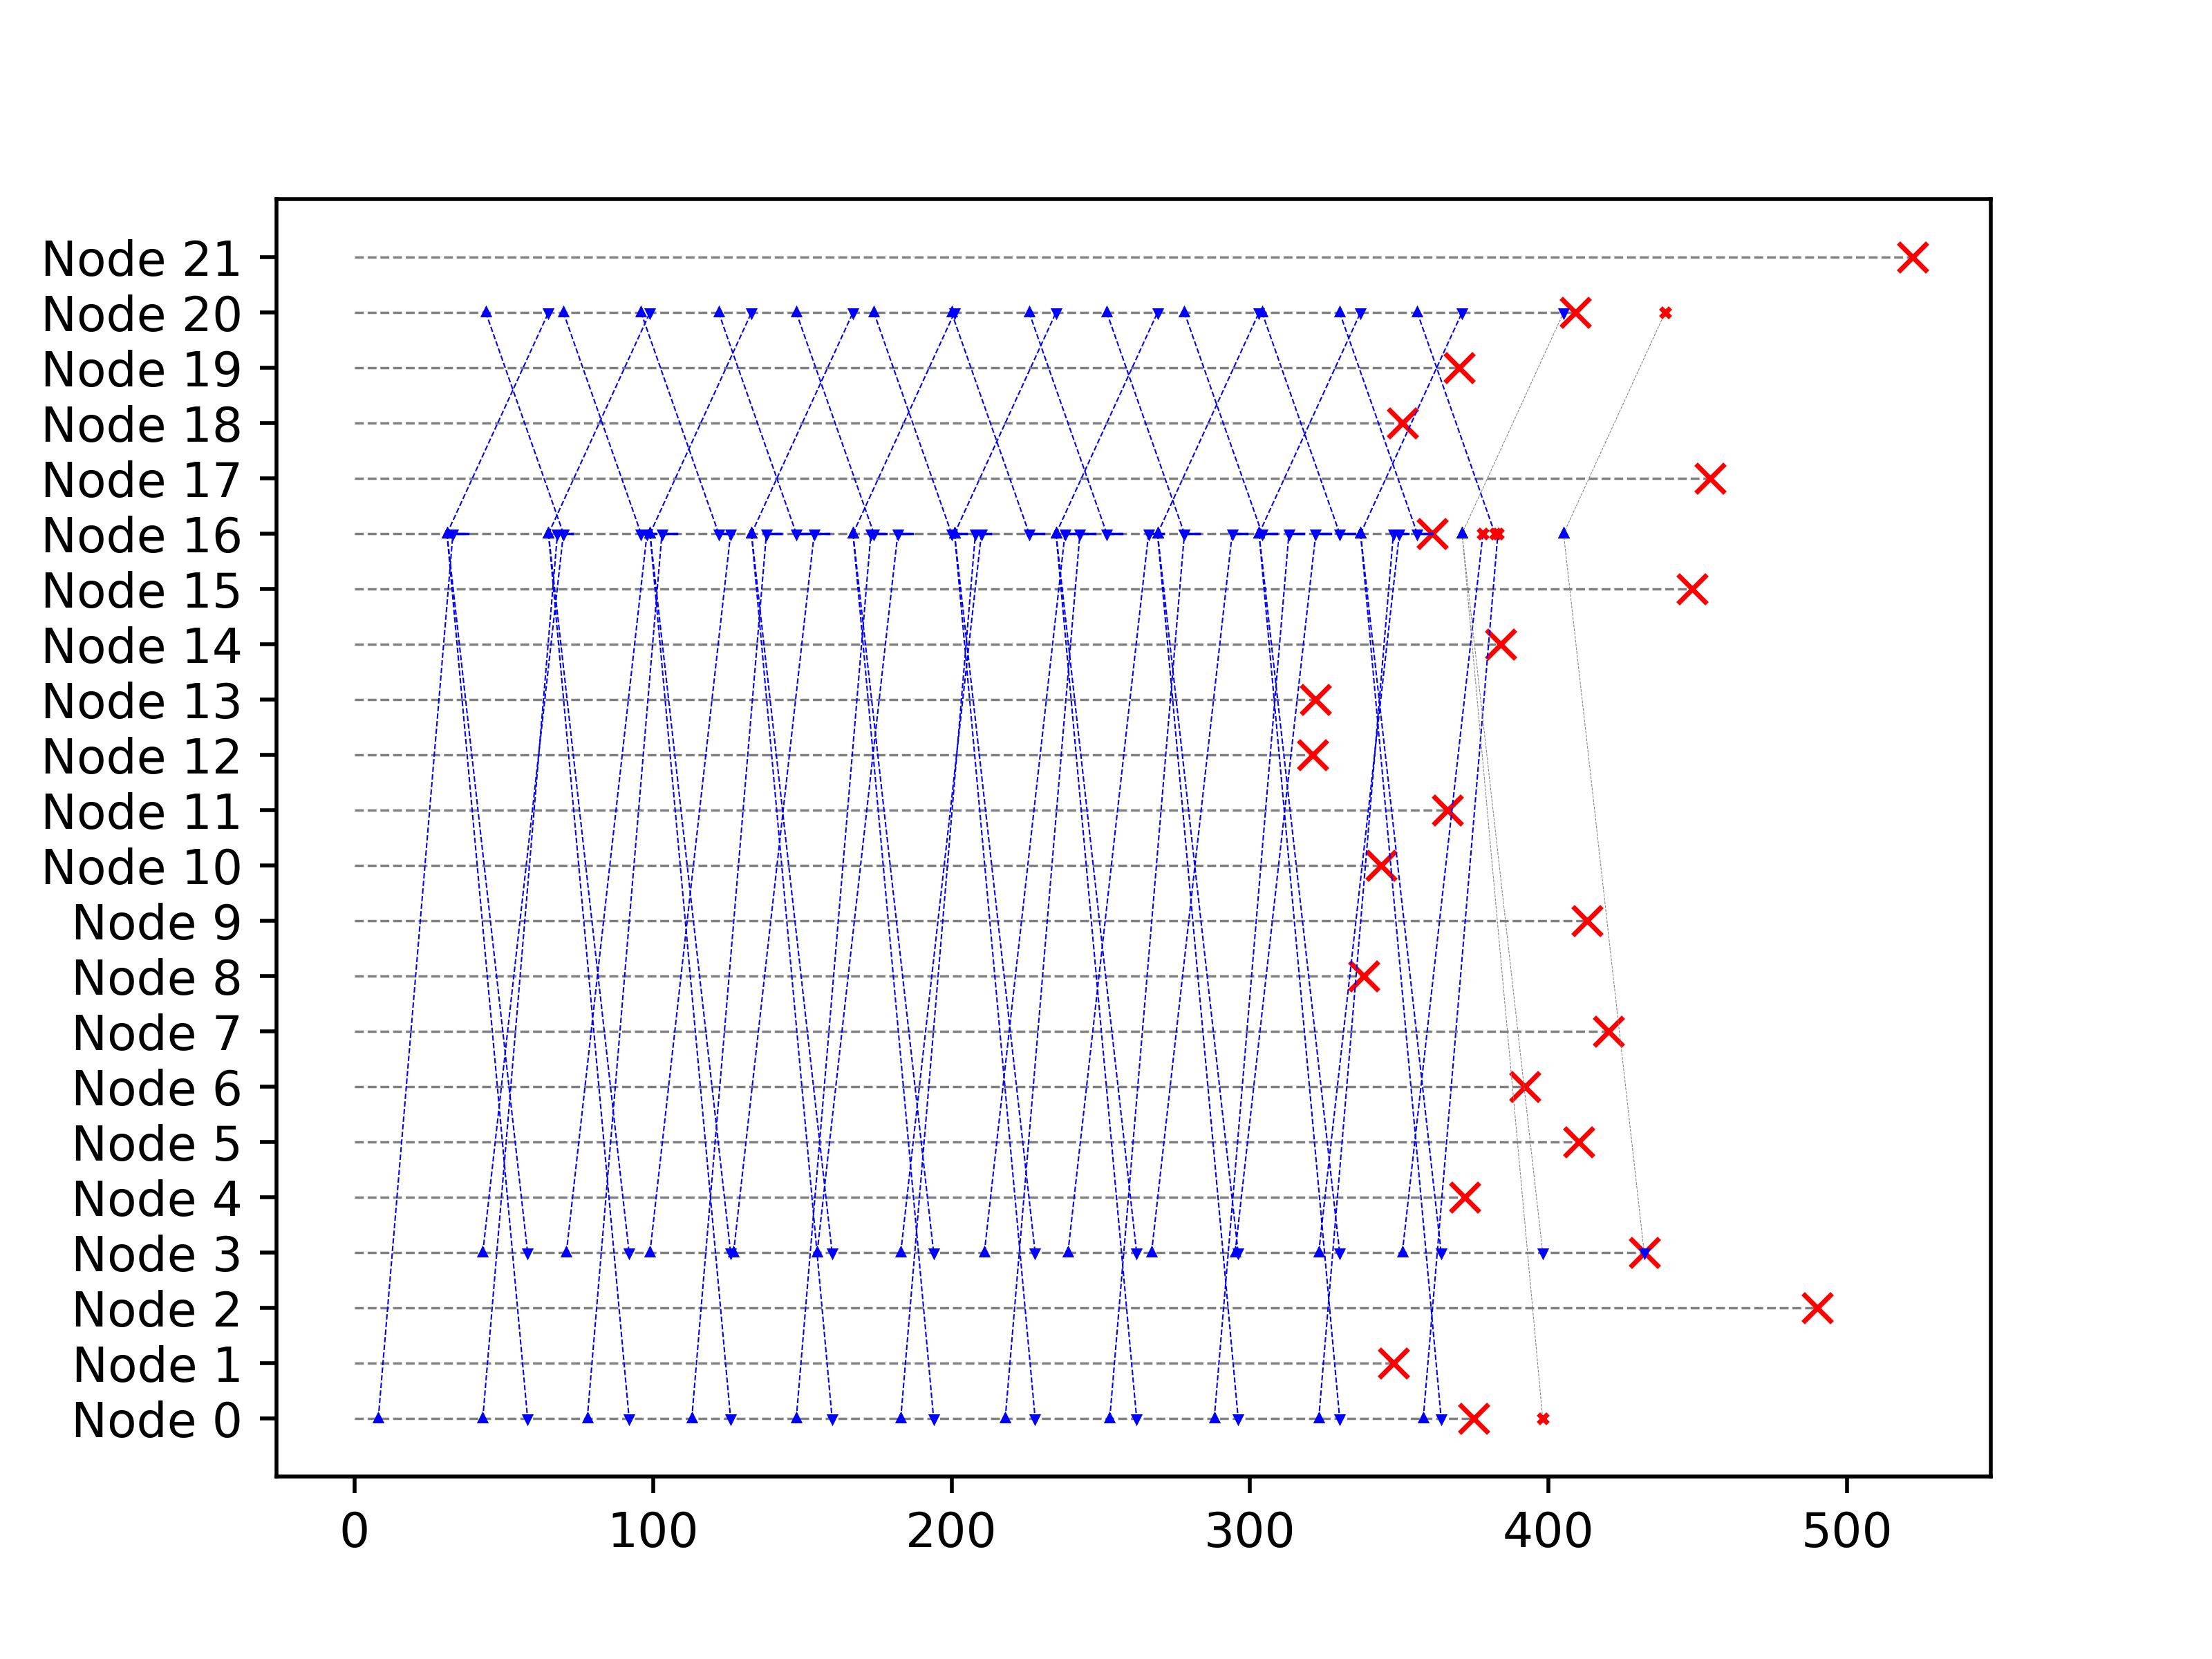 Node 21
Node 20
Node 19
Node 18
Node 17
Node 16
Node 15
Node 14
Node 13
Node 12
Node 11
Node 10
Node 9
Node 8
Node 7
Node 6
Node 5
Node 4
Node 3
Node 2
Node 1
Node 0
0 100 200 300 400 500